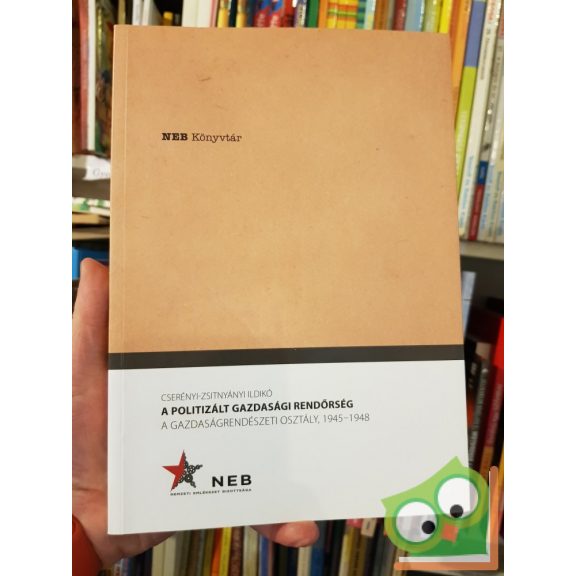 NEB Könyvtár
CSERÉNYI-ZSITNYÁNYI ILDIKÓ
A POLITIZÁLT GAZDASÁGI RENDŐRSÉG
A GAZDASÁGRENDÉSZETI OSZTÁLY, 1945–1948
NEB
NEMZETI EMLÉKEZET BIZOTTSÁGA